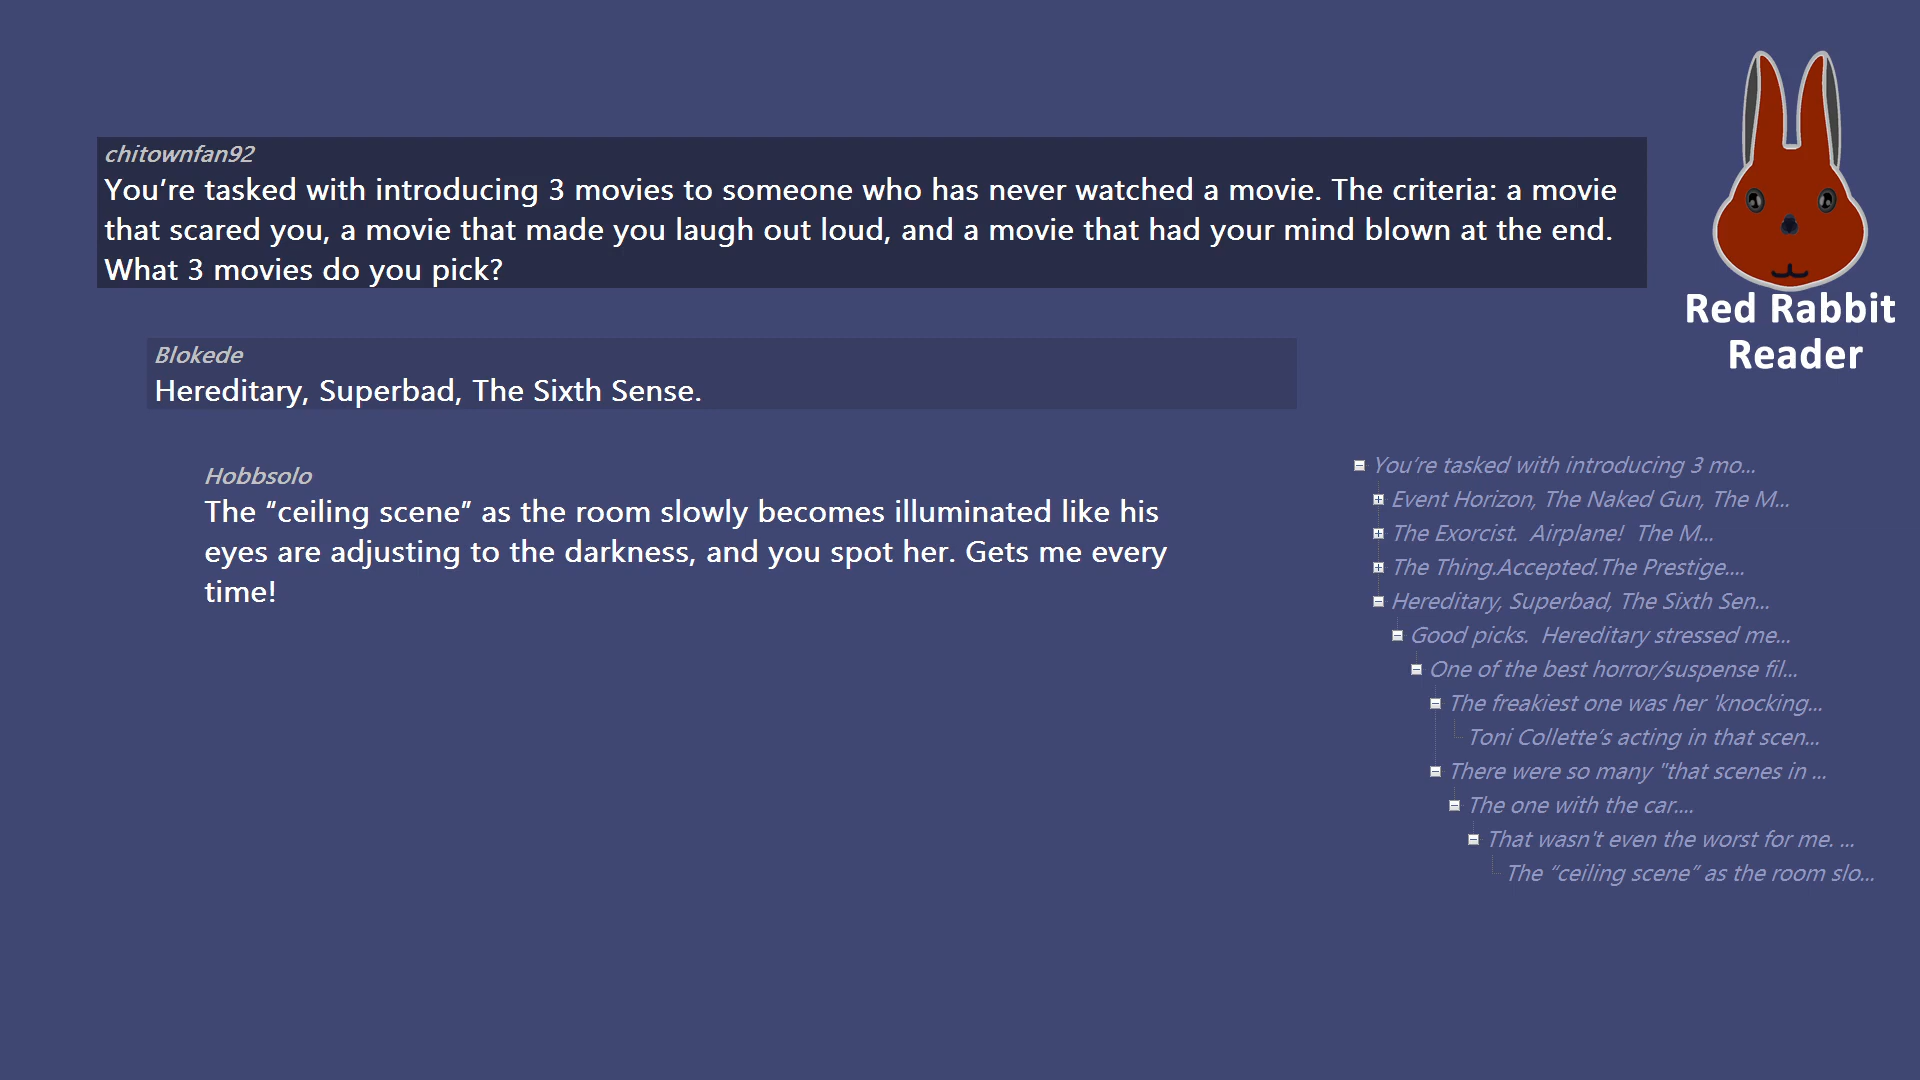 chitownfan92
You’re tasked with introducing 3 movies to someone who has never watched a movie. The criteria: a movie
that scared you, a movie that made you laugh out loud, and a movie that had your mind blown at the end.
What 3 movies do you pick?
Red Rabbit
Reader
Blokede
Hereditary, Superbad, The Sixth Sense.
Hobbsolo
The “ceiling scene” as the room slowly becomes illuminated like his
eyes are adjusting to the darkness, and you spot her. Gets me every
time!
You’re tasked with introducing 3 mo...
Event Horizon, The Naked Gun, The M...
The Exorcist.  Airplane!  The M...
The Thing.Accepted.The Prestige....
Hereditary, Superbad, The Sixth Sen...
Good picks.  Hereditary stressed me...
One of the best horror/suspense fil...
The freakiest one was her 'knocking...
Toni Collette’s acting in that scen...
There were so many "that scenes in ...
The one with the car....
That wasn't even the worst for me. ...
The “ceiling scene” as the room slo...